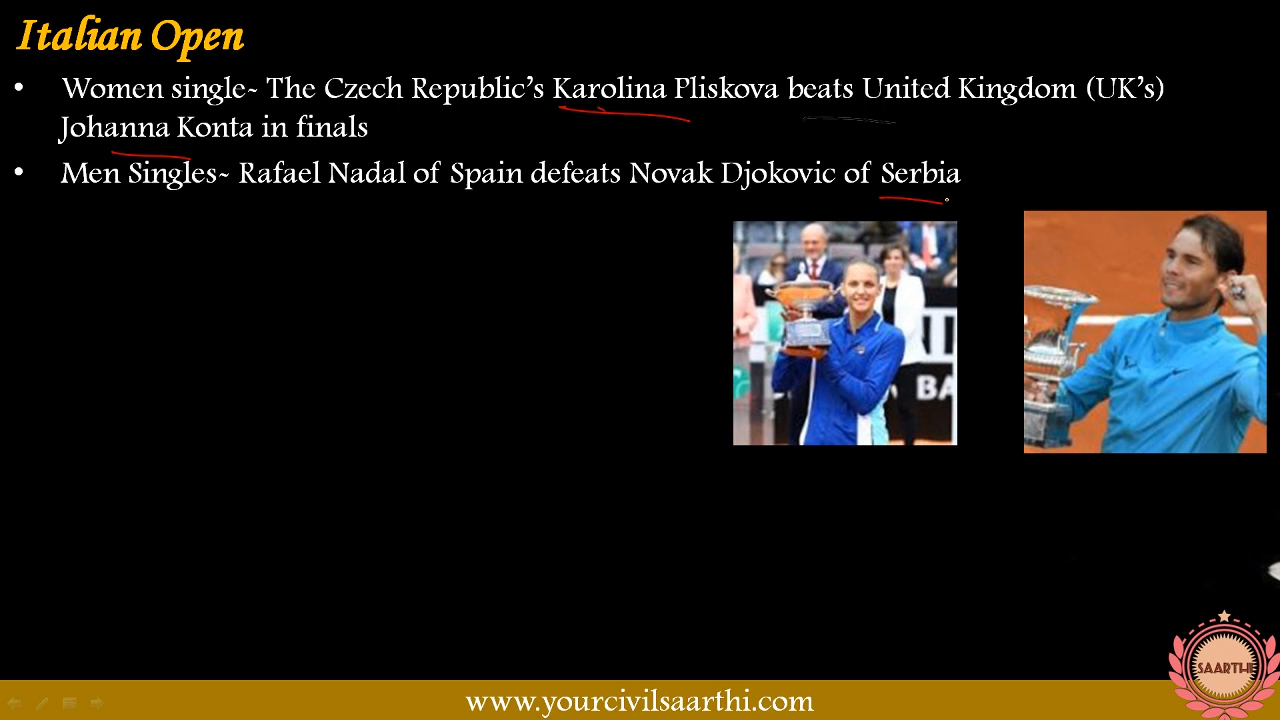 Italian Open
• Women single- The Czech Republic's Karolina Pliskova beats United Kingdom (UK's)
Johanna Konta in finals
• Men Singles- Rafael Nadal of Spain defeats Novak Djokovic of Serbia
BA
SAARTHI
www.yourcivilsaarthi.com